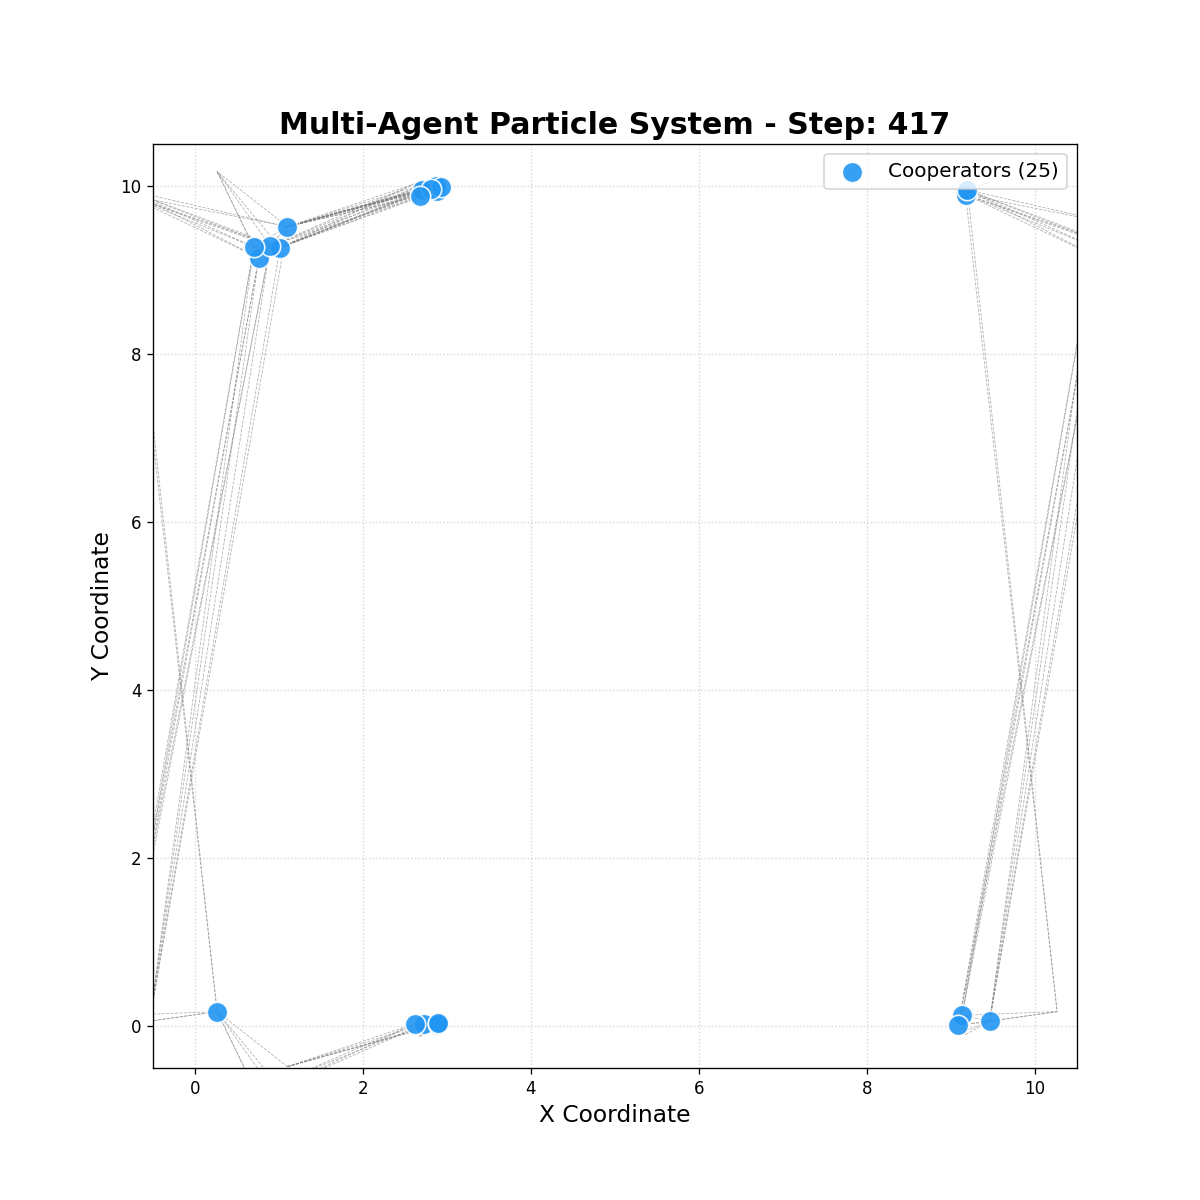 Multi-Agent Particle System - Step: 417
Cooperators (25)
Y Coordinate
10
8
6
4
2
0
0 2 4 6 8 10
X Coordinate